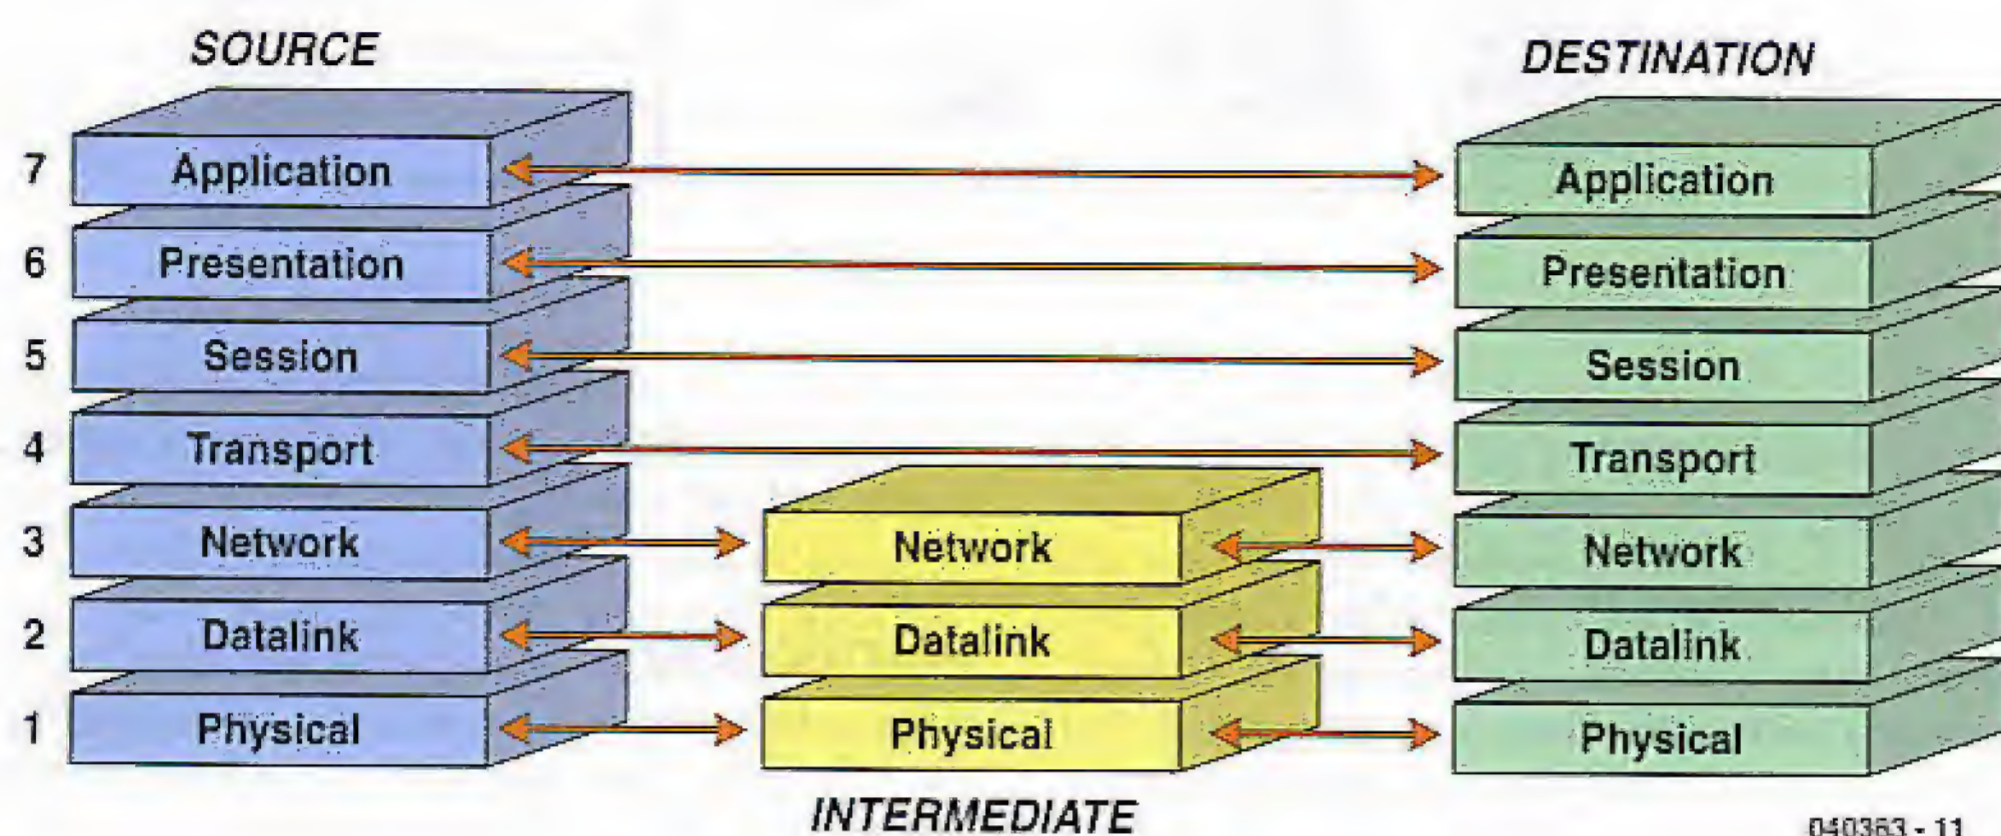 SOURCE
DESTINATION
7 Application Application
6 Presentation Presentation
5 Session Session
4 Transport Transport
3 Network Network Network
2 Datalink Datalink Datalink
1 Physical Physical Physical
INTERMEDIATE
040363 - 11